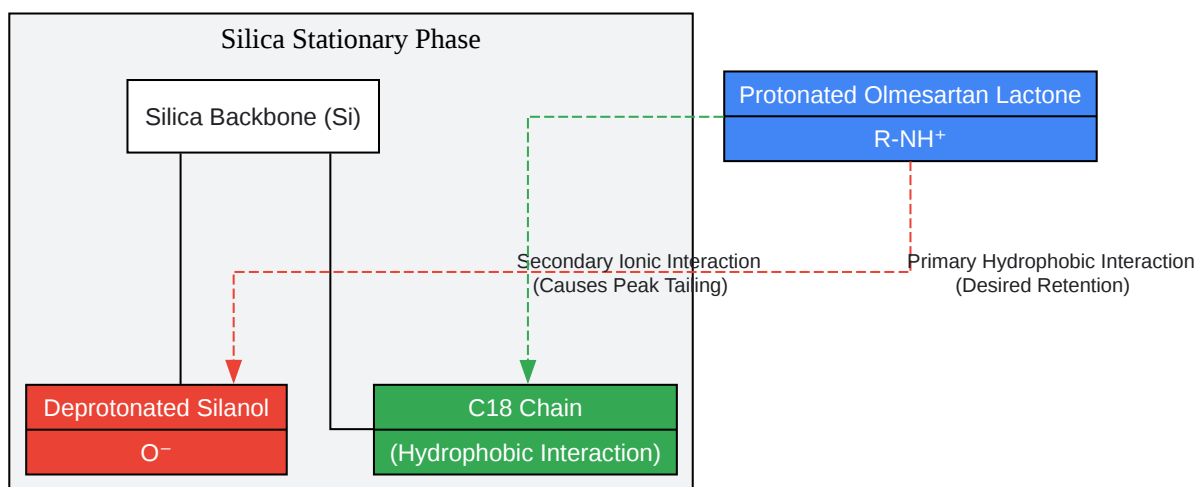 Silica Stationary Phase
Silica Backbone (Si)
Protonated Olmesartan Lactone
R-NH⁺
Secondary Ionic Interaction
(Causes Peak Tailing)
Primary Hydrophobic Interaction
(Desired Retention)
Deprotonated Silanol
O⁻
C18 Chain
(Hydrophobic Interaction)